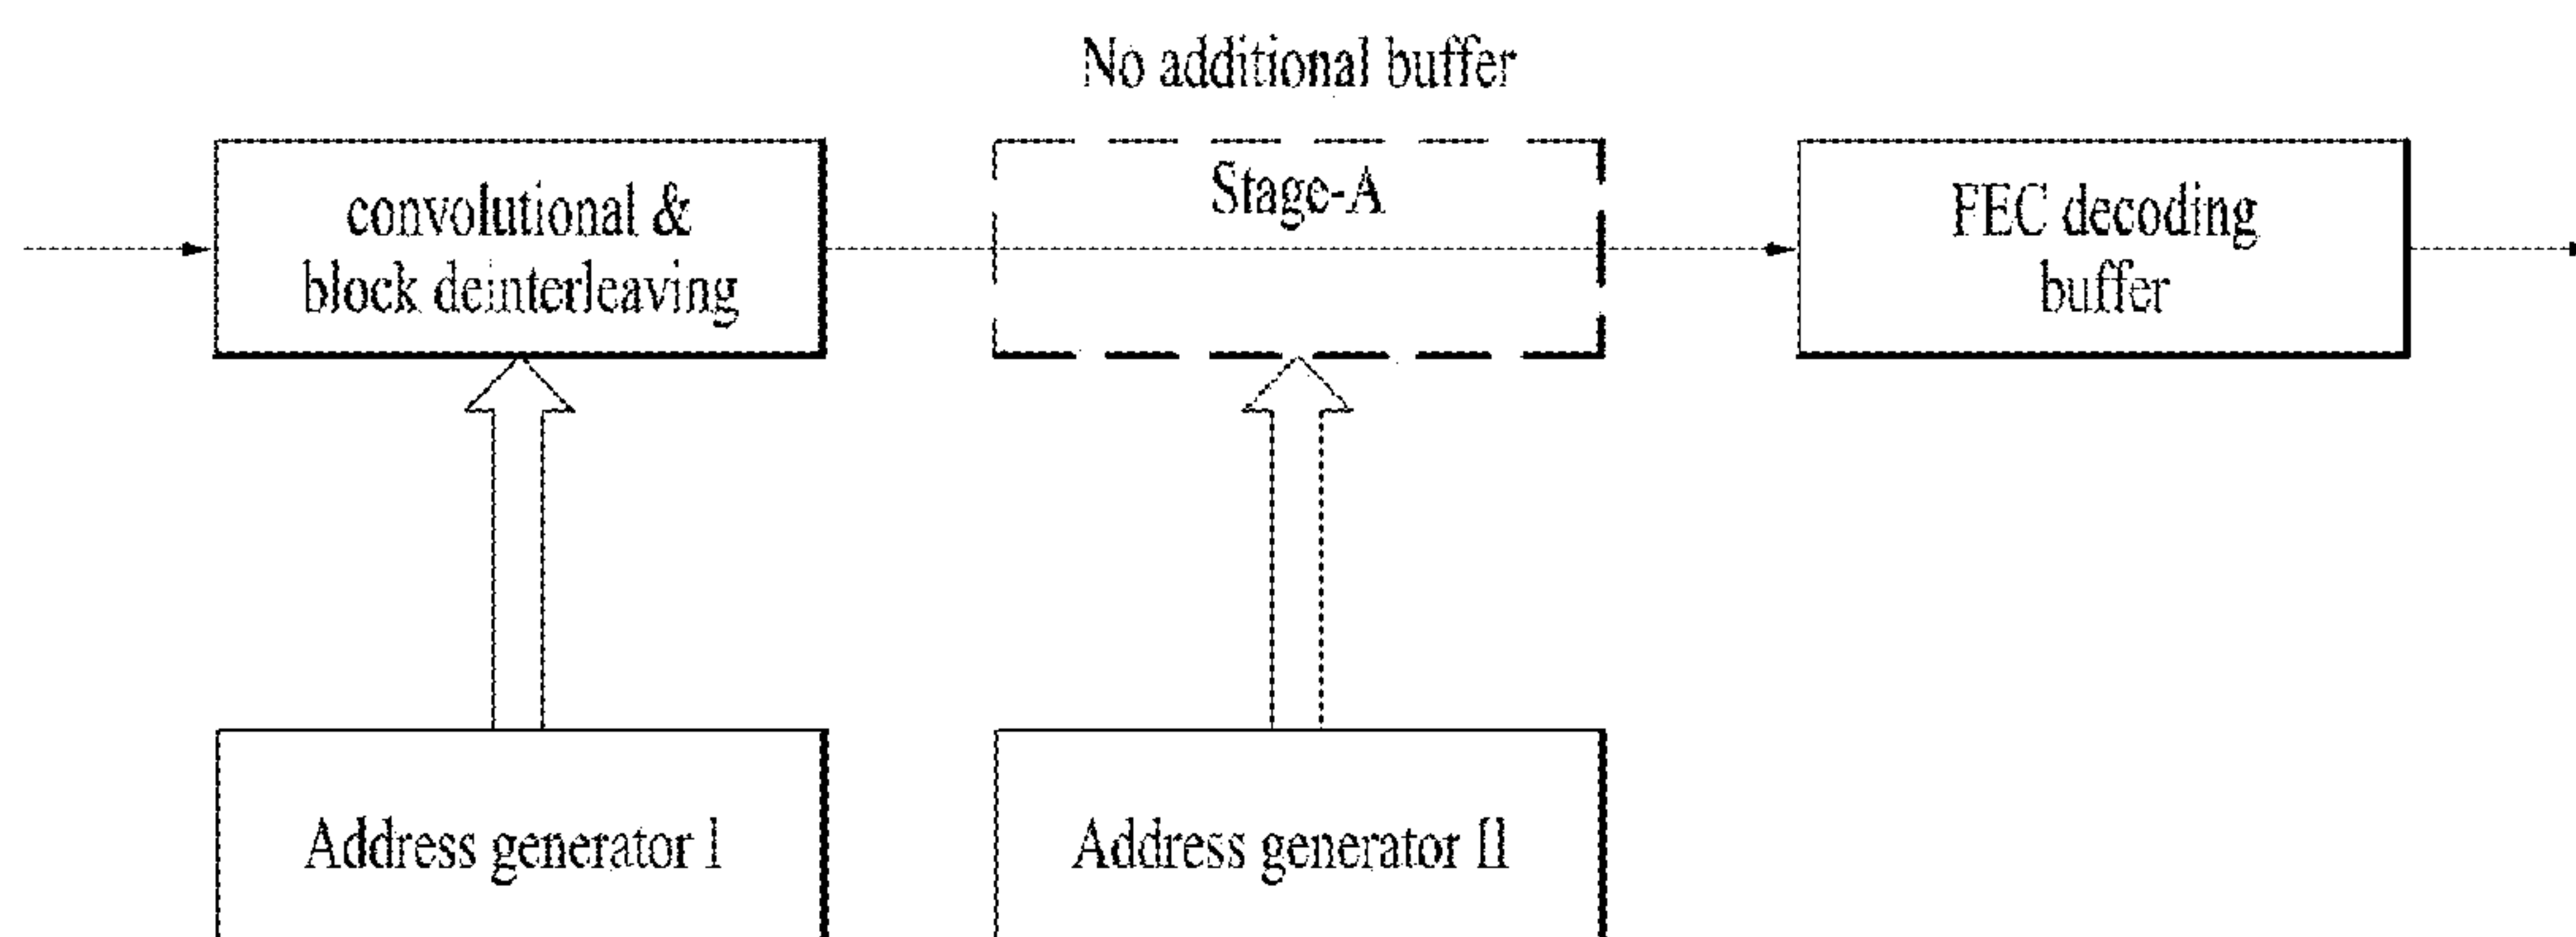 No additional buffer
convolutional &
block deinterleaving
Stage-A
FEC decoding
buffer
Address generator I
Address generator II